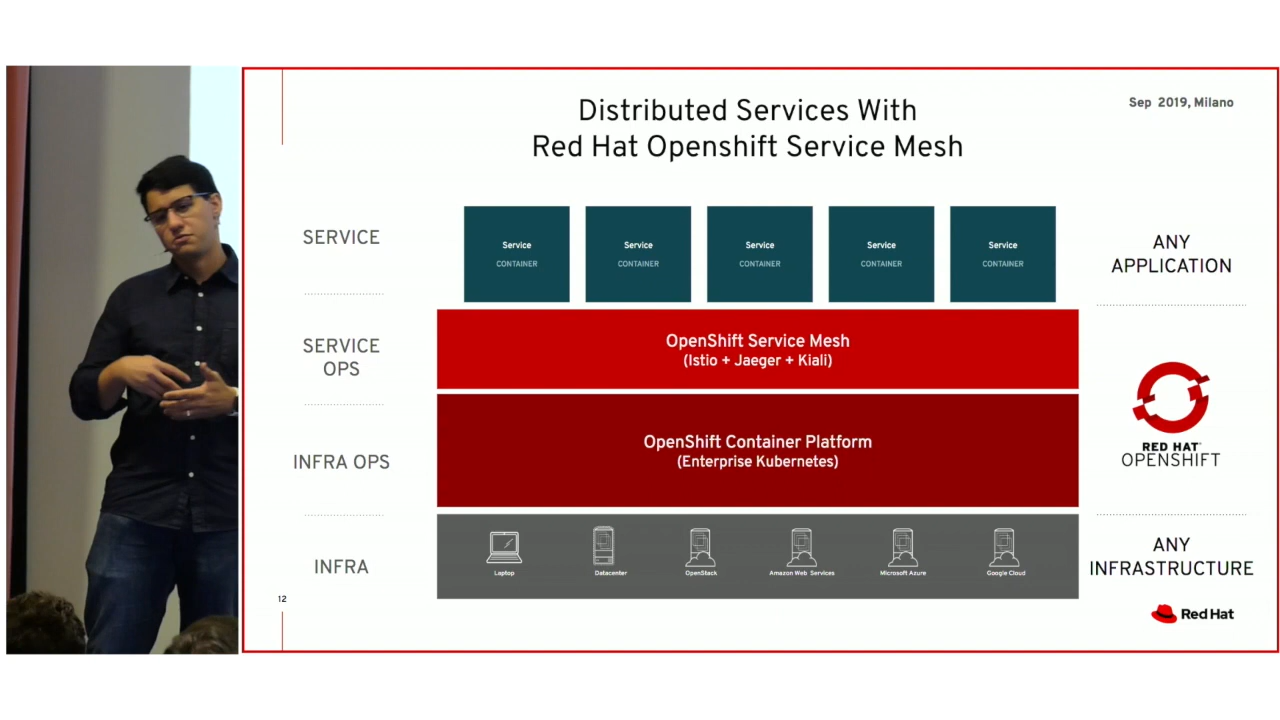 Distributed Services With
Red Hat Openshift Service Mesh
Sep 2019, Milano
SERVICE
Service
CONTAINER
Service
CONTAINER
Service
CONTAINER
Service
CONTAINER
Service
CONTAINER
ANY
APPLICATION
SERVICE
OPS
OpenShift Service Mesh
(Istio + Jaeger + Kiali)
INFRA OPS
OpenShift Container Platform
(Enterprise Kubernetes)
RED HAT
OPENSHIFT
INFRA
Laptop
Datacenter
OpenStack
Amazon Web Services
Microsoft Azure
Google Cloud
ANY
INFRASTRUCTURE
12
Red Hat